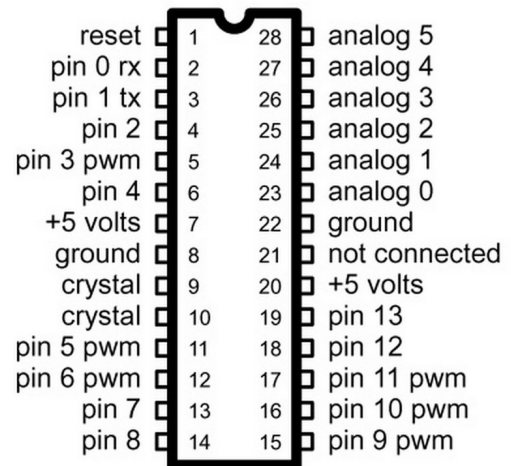 reset 1 28 analog 5
pin 0 rx 2 27 analog 4
pin 1 tx 3 26 analog 3
pin 2 4 25 analog 2
pin 3 pwm 5 24 analog 1
pin 4 6 23 analog 0
+5 volts 7 22 ground
ground 8 21 not connected
crystal 9 20 +5 volts
crystal 10 19 pin 13
pin 5 pwm 11 18 pin 12
pin 6 pwm 12 17 pin 11 pwm
pin 7 13 16 pin 10 pwm
pin 8 14 15 pin 9 pwm